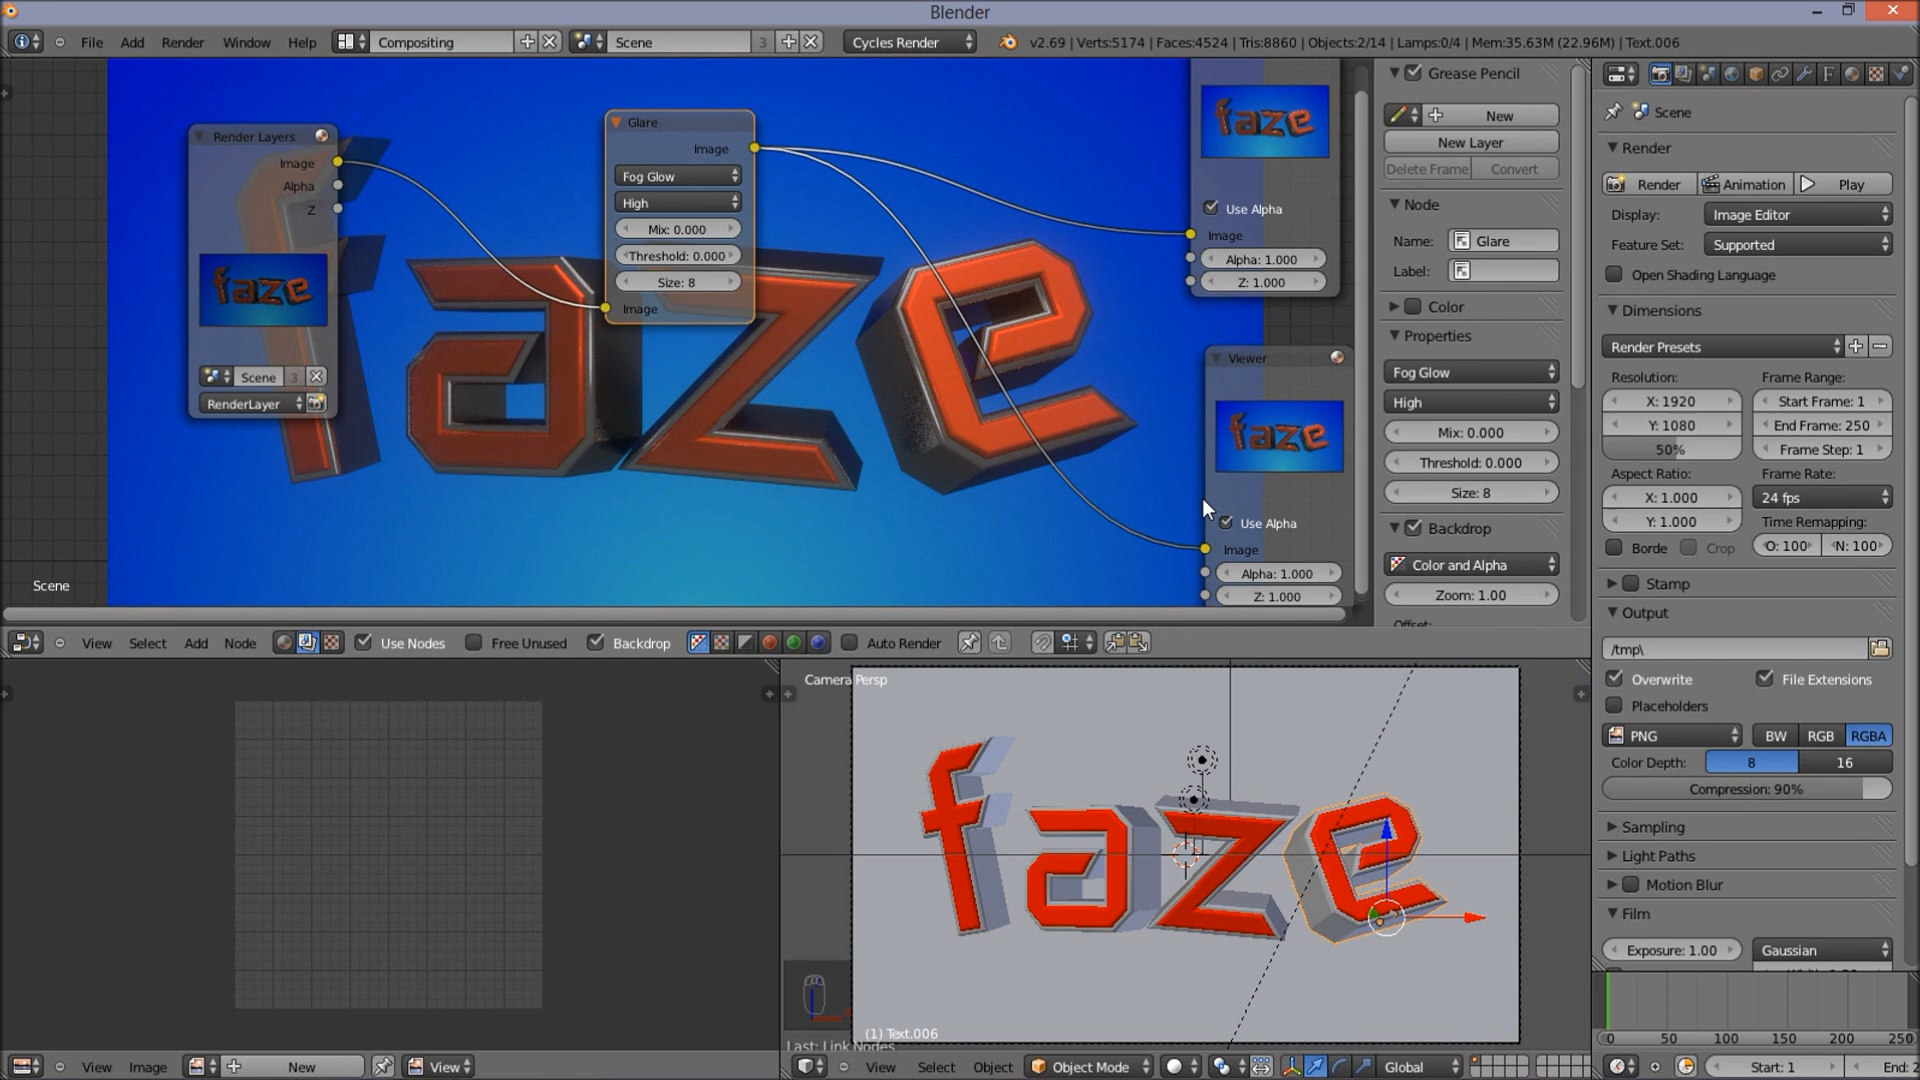 Blender
File Add Render Window Help Compositing Scene 3 Cycles Render v2.69 | Verts:5174 | Faces:4524 | Tris:8860 | Objects:2/14 | Lamps:0/4 | Mem:35.63M (22.96M) | Text.006
Render Layers
Image
Alpha
Z
faze
Scene 3
RenderLayer
Glare
Image
Fog Glow
High
Mix: 0.000
Threshold: 0.000
Size: 8
Image
faze
faze
Use Alpha
Image
Alpha: 1.000
Z: 1.000
Viewer
faze
Use Alpha
Image
Alpha: 1.000
Z: 1.000
Scene
Grease Pencil
New
New Layer
Delete Frame Convert
Node
Name: Glare
Label:
Color
Properties
Fog Glow
High
Mix: 0.000
Threshold: 0.000
Size: 8
Backdrop
Color and Alpha
Zoom: 1.00
Offset:
View Select Add Node Use Nodes Free Unused Backdrop Auto Render
Scene
Render
Render Animation Play
Display: Image Editor
Feature Set: Supported
Open Shading Language
Dimensions
Render Presets
Resolution: Frame Range:
X: 1920 Start Frame: 1
Y: 1080 End Frame: 250
50% Frame Step: 1
Aspect Ratio: Frame Rate:
X: 1.000 24 fps
Y: 1.000 Time Remapping:
Borde Crop O: 100 N: 100
Stamp
Output
/tmp\
Overwrite File Extensions
Placeholders
PNG BW RGB RGBA
Color Depth: 8 16
Compression: 90%
Sampling
Light Paths
Motion Blur
Film
Exposure: 1.00 Gaussian
Camera Persp
faze
(1) Text.006
Last: Link Nodes
View Image New View
View Select Object Object Mode Global
0 50 100 150 200 250
Start: 1 End: 2